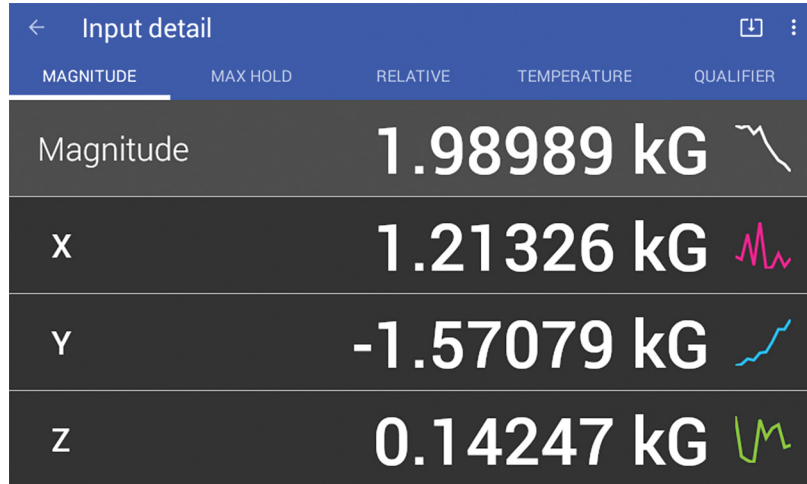 Input detail
MAGNITUDE MAX HOLD RELATIVE TEMPERATURE QUALIFIER
Magnitude 1.98989 kG
X 1.21326 kG
Y -1.57079 kG
Z 0.14247 kG